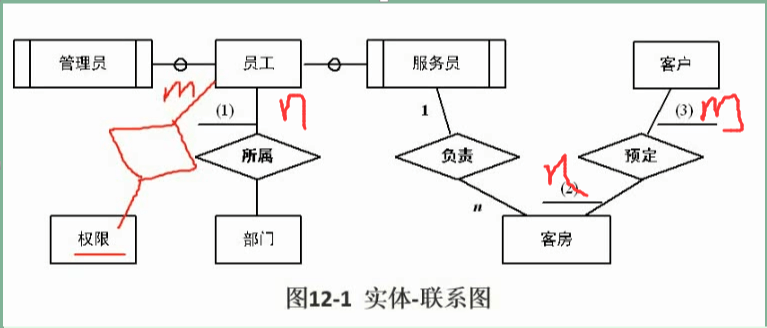 管理员
员工
服务员
客户
m
(1)
n
1
(3)
m
所属
负责
预定
n
(2)
n
权限
部门
客房
图12-1 实体-联系图